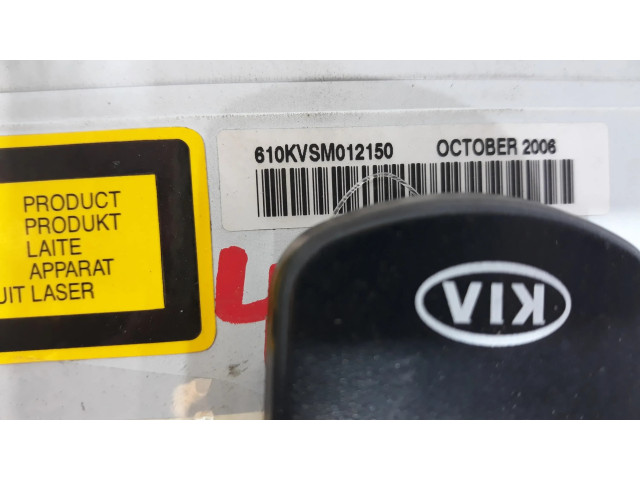 610KVSM012150 OCTOBER 2006
PRODUCT
PRODUKT
LAITE
APPARAT
UIT LASER
KIA